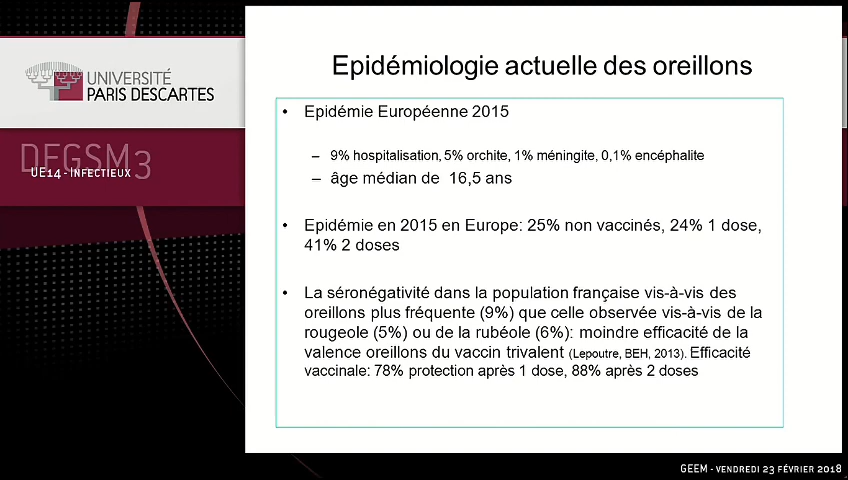 Epidémiologie actuelle des oreillons
UNIVERSITÉ
PARIS DESCARTES
DFGSM3
UE14 - Infectieux
• Epidémie Européenne 2015
– 9% hospitalisation, 5% orchite, 1% méningite, 0,1% encéphalite
– âge médian de 16,5 ans
• Epidémie en 2015 en Europe: 25% non vaccinés, 24% 1 dose,
41% 2 doses
• La séronégativité dans la population française vis-à-vis des
oreillons plus fréquente (9%) que celle observée vis-à-vis de la
rougeole (5%) ou de la rubéole (6%): moindre efficacité de la
valence oreillons du vaccin trivalent (Lepoutre, BEH, 2013). Efficacité
vaccinale: 78% protection après 1 dose, 88% après 2 doses
GEEM - vendredi 23 février 2018